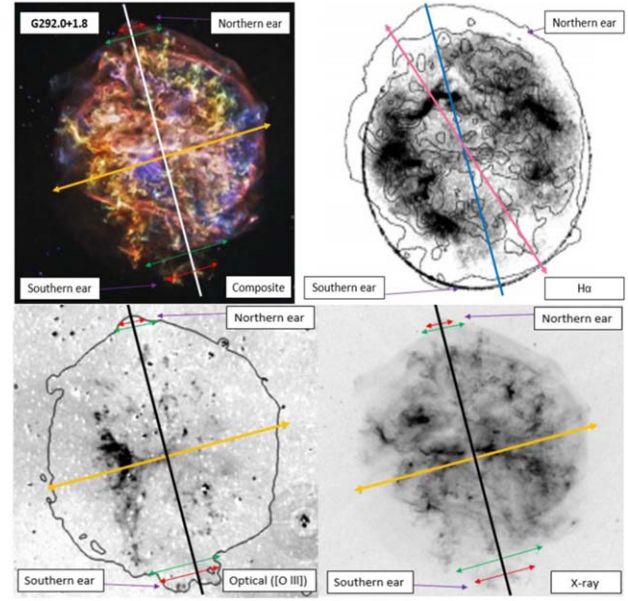 G292.0+1.8
Northern ear
Southern ear
Composite
Northern ear
Southern ear
Hα
Northern ear
Southern ear
Optical ([O lll])
Northern ear
Southern ear
X-ray